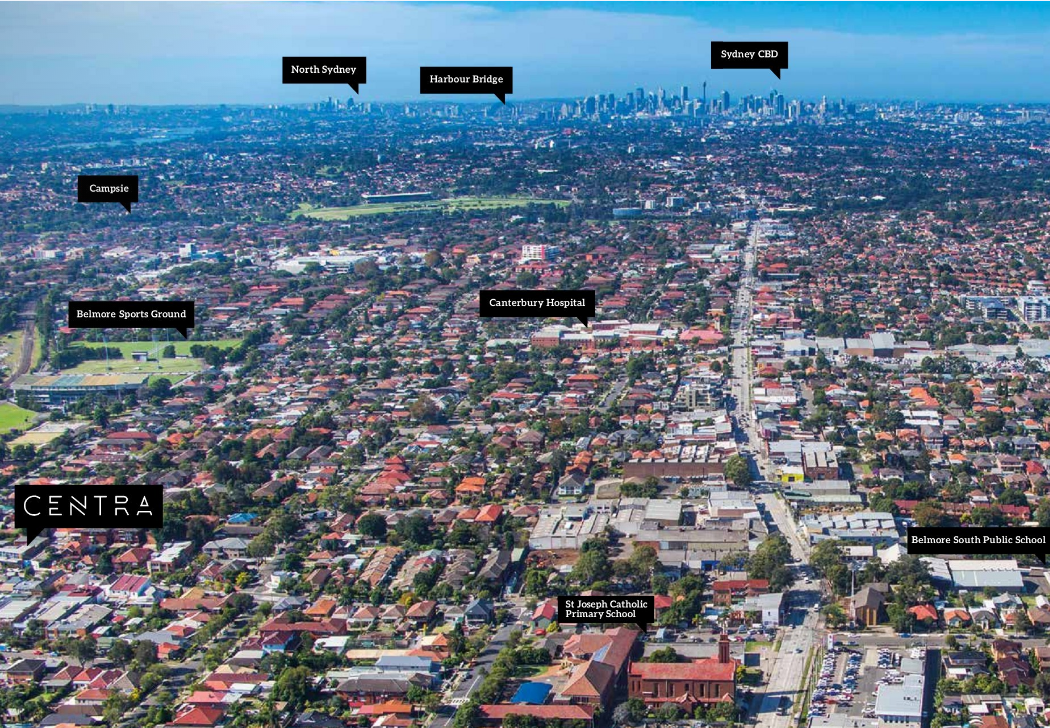 Sydney CBD
North Sydney
Harbour Bridge
Campsie
Canterbury Hospital
Belmore Sports Ground
CENTRA
Belmore South Public School
St Joseph Catholic
Primary School